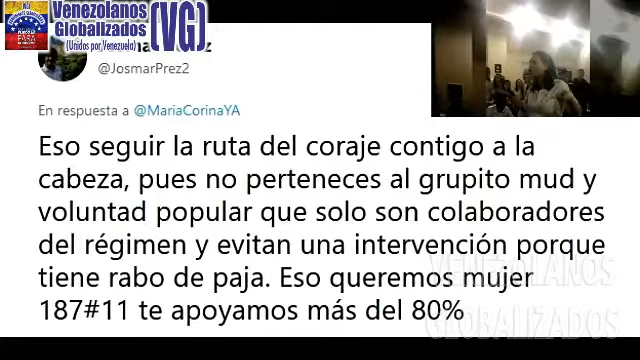 Venezolanos
Globalizados
(Unidos por Venezuela)
(VG)
@JosmarPrez2
En respuesta a @MariaCorinaYA
Eso seguir la ruta del coraje contigo a la
cabeza, pues no perteneces al grupito mud y
voluntad popular que solo son colaboradores
del régimen y evitan una intervención porque
tiene rabo de paja. Eso queremos mujer
187#11 te apoyamos más del 80%
VENEZOLANOS
GLOBALIZADOS